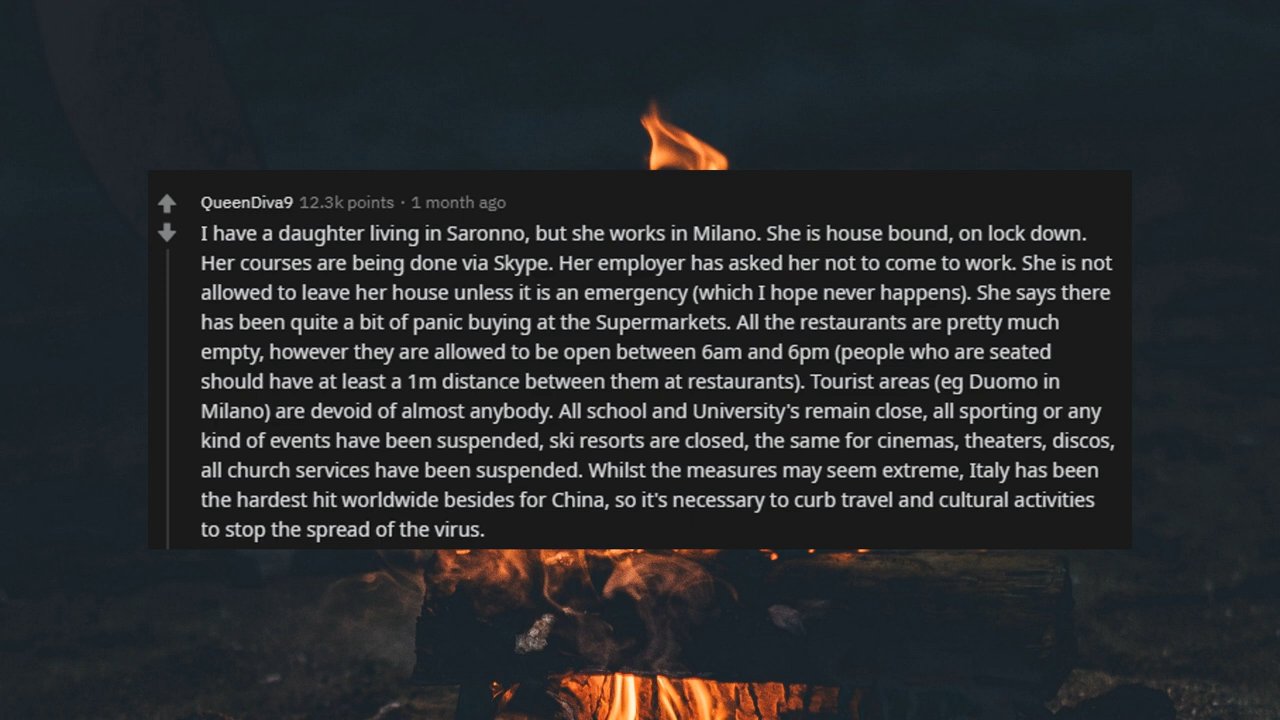 QueenDiva9 12.3k points · 1 month ago
I have a daughter living in Saronno, but she works in Milano. She is house bound, on lock down.
Her courses are being done via Skype. Her employer has asked her not to come to work. She is not
allowed to leave her house unless it is an emergency (which I hope never happens). She says there
has been quite a bit of panic buying at the Supermarkets. All the restaurants are pretty much
empty, however they are allowed to be open between 6am and 6pm (people who are seated
should have at least a 1m distance between them at restaurants). Tourist areas (eg Duomo in
Milano) are devoid of almost anybody. All school and University's remain close, all sporting or any
kind of events have been suspended, ski resorts are closed, the same for cinemas, theaters, discos,
all church services have been suspended. Whilst the measures may seem extreme, Italy has been
the hardest hit worldwide besides for China, so it's necessary to curb travel and cultural activities
to stop the spread of the virus.